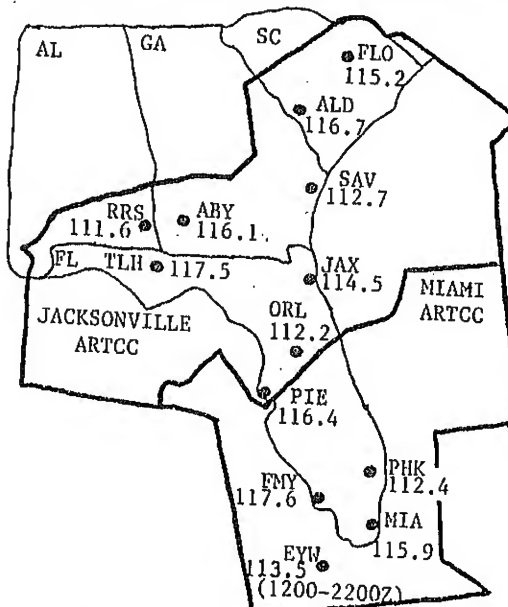 AL
GA
SC
FLO
115.2
ALD
116.7
SAV
112.7
RRS
111.6
ABY
116.1
FL
TLH
117.5
JAX
114.5
MIAMI
ARTCC
JACKSONVILLE
ARTCC
ORL
112.2
PIE
116.4
PHK
112.4
FMY
117.6
MIA
115.9
EYW
113.5
(1200-2200Z)